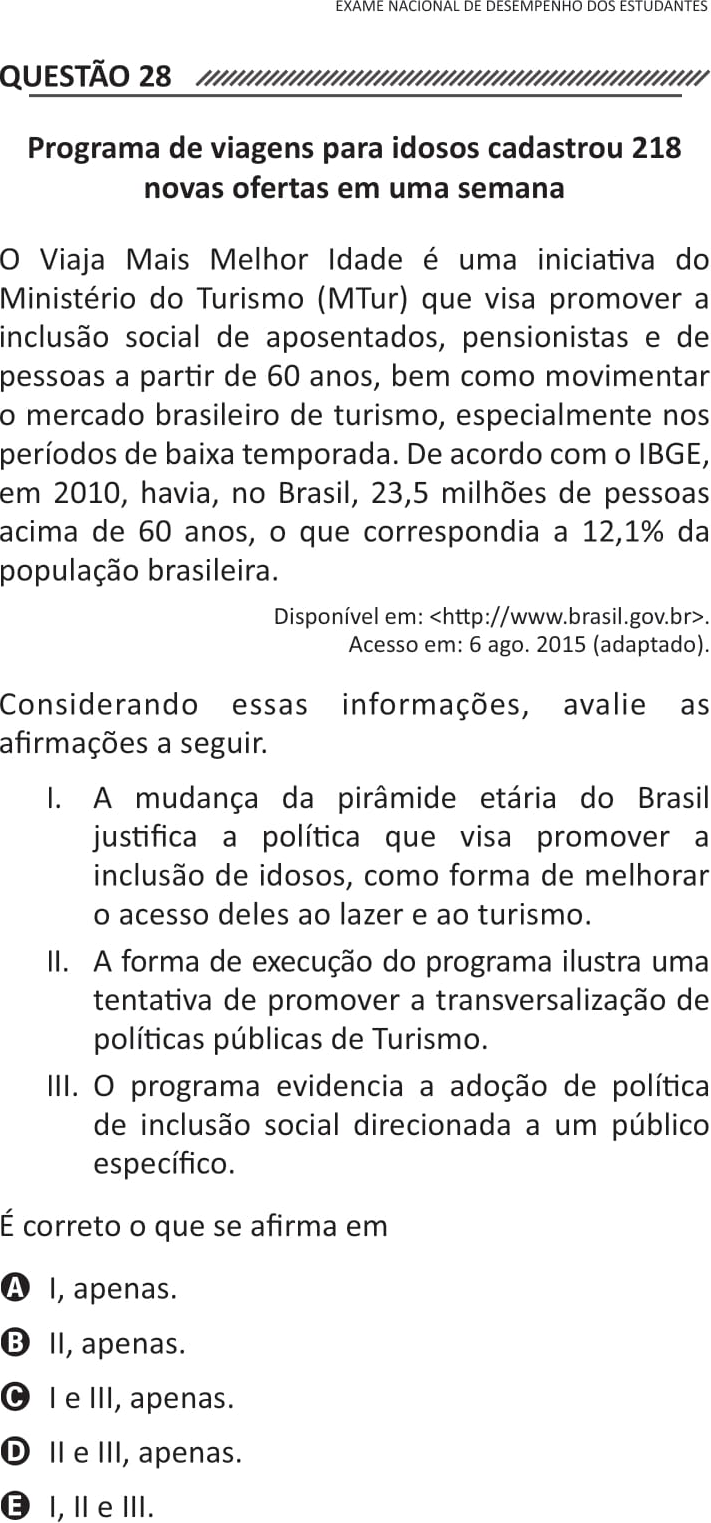 EXAME NACIONAL DE DESEMPENHO DOS ESTUDANTES
QUESTÃO 28
Programa de viagens para idosos cadastrou 218
novas ofertas em uma semana
O Viaja Mais Melhor Idade é uma iniciativa do
Ministério do Turismo (MTur) que visa promover a
inclusão social de aposentados, pensionistas e de
pessoas a partir de 60 anos, bem como movimentar
o mercado brasileiro de turismo, especialmente nos
períodos de baixa temporada. De acordo com o IBGE,
em 2010, havia, no Brasil, 23,5 milhões de pessoas
acima de 60 anos, o que correspondia a 12,1% da
população brasileira.
Disponível em: <http://www.brasil.gov.br>.
Acesso em: 6 ago. 2015 (adaptado).
Considerando essas informações, avalie as
afirmações a seguir.
I. A mudança da pirâmide etária do Brasil
justifica a política que visa promover a
inclusão de idosos, como forma de melhorar
o acesso deles ao lazer e ao turismo.
II. A forma de execução do programa ilustra uma
tentativa de promover a transversalização de
políticas públicas de Turismo.
III. O programa evidencia a adoção de política
de inclusão social direcionada a um público
específico.
É correto o que se afirma em
A I, apenas.
B II, apenas.
C I e III, apenas.
D II e III, apenas.
E I, II e III.